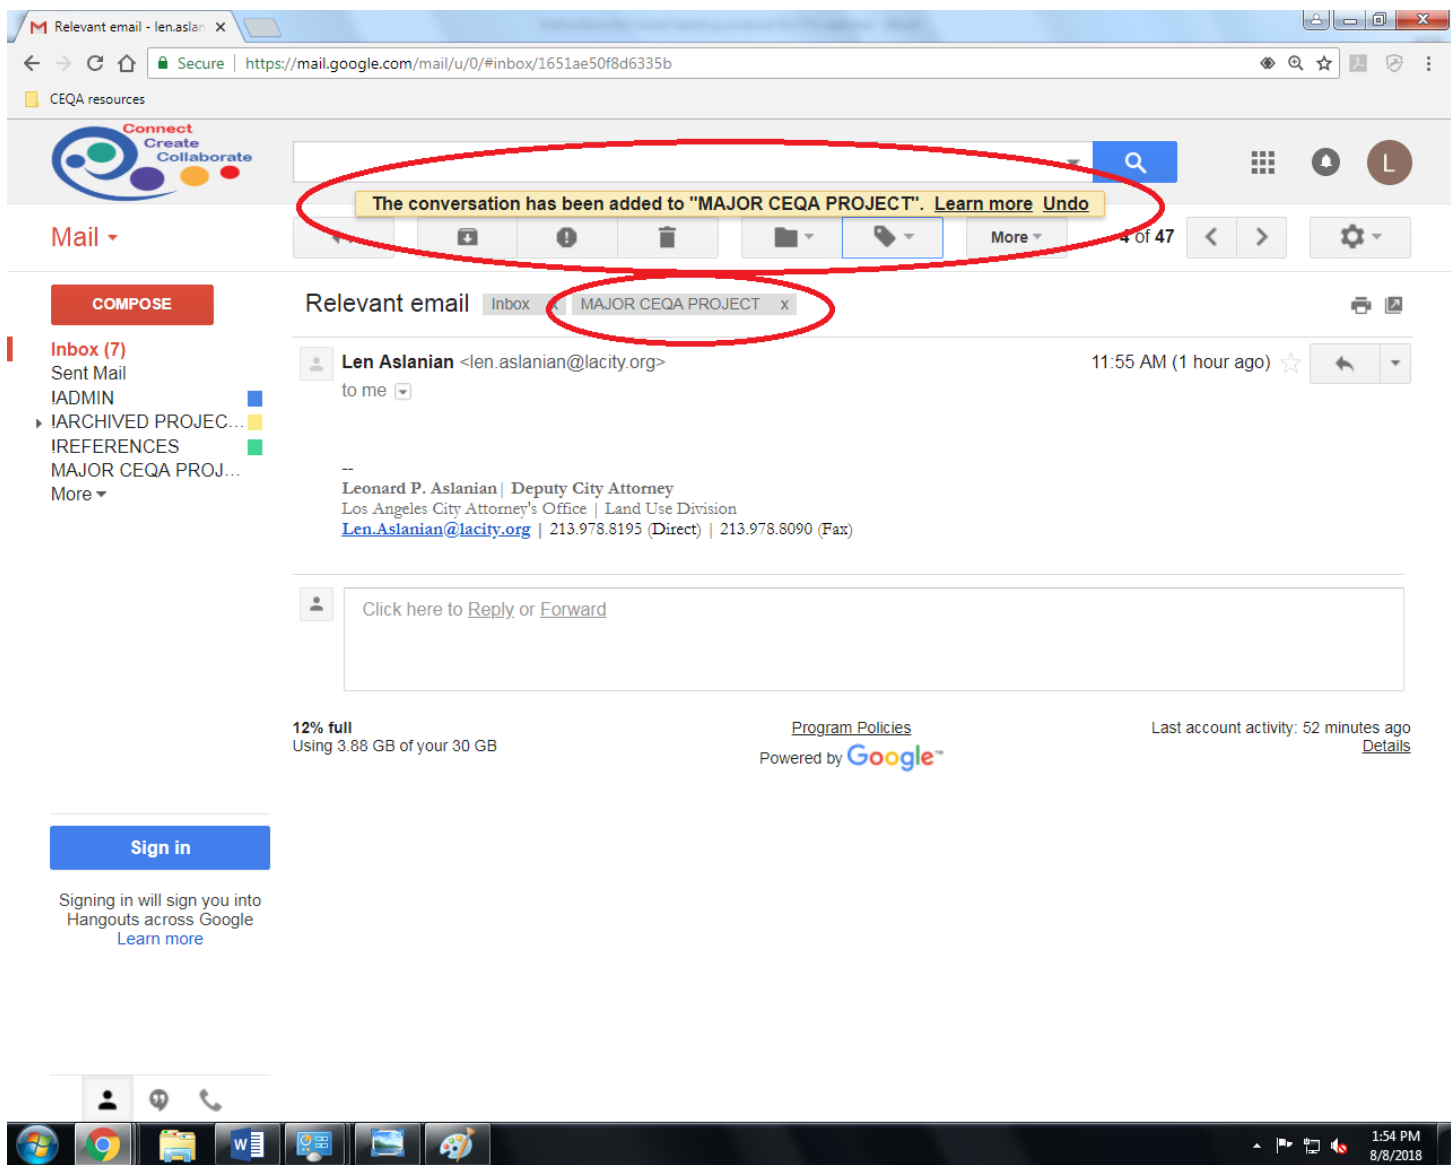 Relevant email - len.aslan
Secure | https://mail.google.com/mail/u/0/#inbox/1651ae50f8d6335b
CEQA resources
Connect
Create
Collaborate
The conversation has been added to "MAJOR CEQA PROJECT". Learn more Undo
Mail
More
4 of 47
COMPOSE
Relevant email Inbox x MAJOR CEQA PROJECT x
Inbox (7)
Sent Mail
!ADMIN
!ARCHIVED PROJEC...
!REFERENCES
MAJOR CEQA PROJ...
More
Len Aslanian <len.aslanian@lacity.org>
11:55 AM (1 hour ago)
to me
--
Leonard P. Aslanian| Deputy City Attorney
Los Angeles City Attorney's Office | Land Use Division
Len.Aslanian@lacity.org | 213.978.8195 (Direct) | 213.978.8090 (Fax)
Click here to Reply or Forward
12% full
Using 3.88 GB of your 30 GB
Program Policies
Powered by Google™
Last account activity: 52 minutes ago
Details
Sign in
Signing in will sign you into
Hangouts across Google
Learn more
L
1:54 PM
8/8/2018